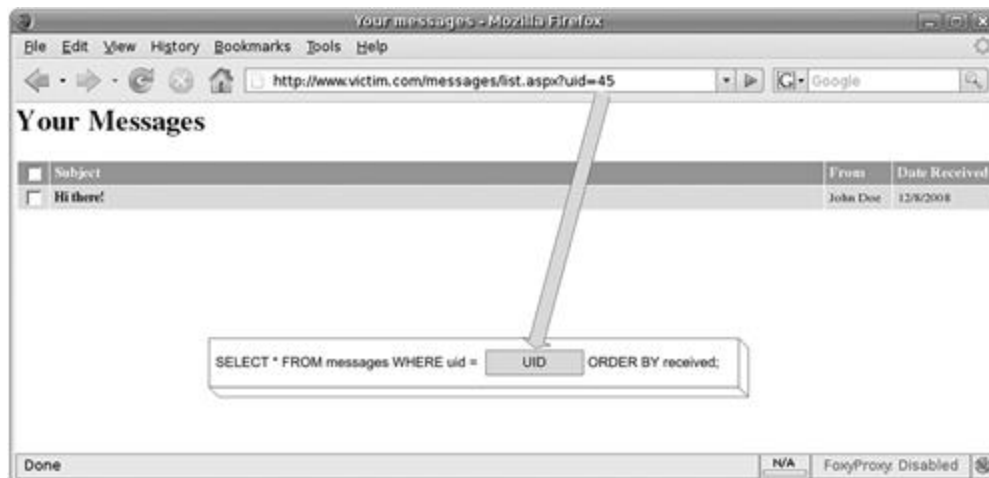 Your messages - Mozilla Firefox
File Edit View History Bookmarks Tools Help
http://www.victim.com/messages/list.aspx?uid=45 G Google
Your Messages
Subject From Date Received
Hi there! John Doe 12/8/2008
SELECT * FROM messages WHERE uid = UID ORDER BY received;
Done N/A FoxyProxy: Disabled